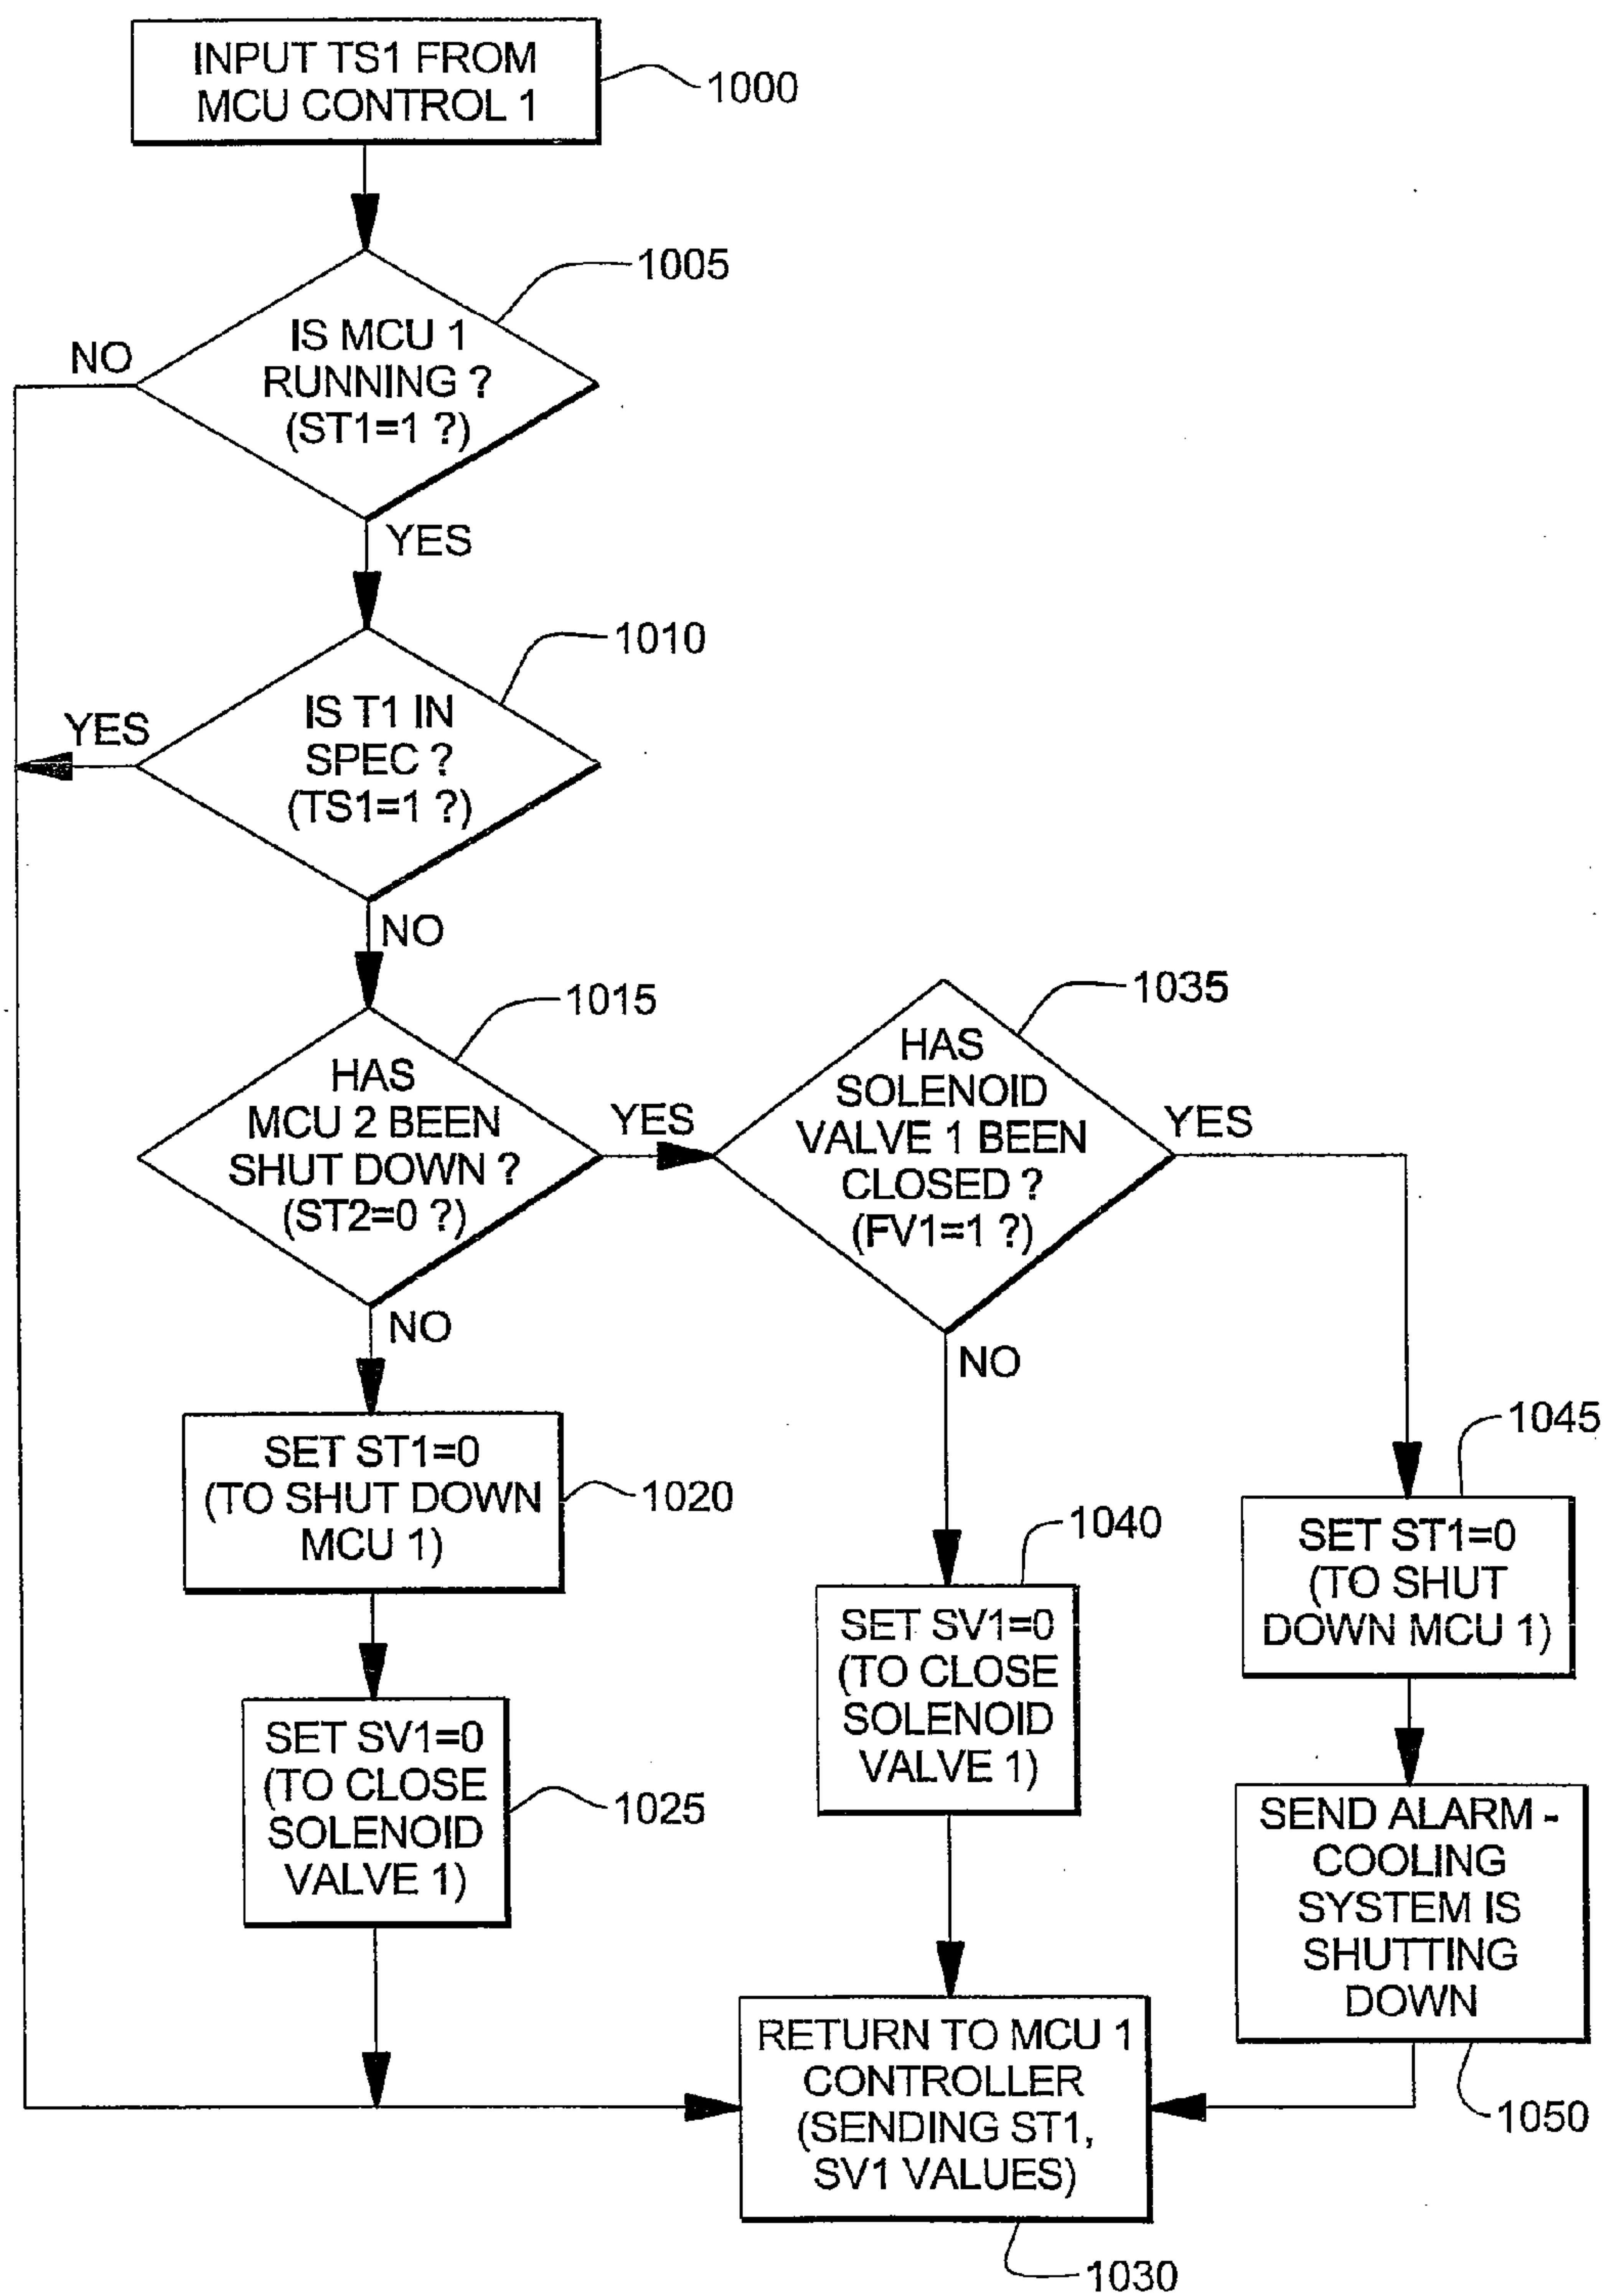 INPUT TS1 FROM
MCU CONTROL 1
1000
IS MCU 1
RUNNING ?
(ST1=1 ?)
1005
NO
YES
IS T1 IN
SPEC ?
(TS1=1 ?)
1010
YES
NO
HAS
MCU 2 BEEN
SHUT DOWN ?
(ST2=0 ?)
1015
YES
NO
HAS
SOLENOID
VALVE 1 BEEN
CLOSED ?
(FV1=1 ?)
1035
YES
NO
SET ST1=0
(TO SHUT DOWN
MCU 1)
1020
SET SV1=0
(TO CLOSE
SOLENOID
VALVE 1)
1025
SET SV1=0
(TO CLOSE
SOLENOID
VALVE 1)
1040
SET ST1=0
(TO SHUT
DOWN MCU 1)
1045
SEND ALARM -
COOLING
SYSTEM IS
SHUTTING
DOWN
1050
RETURN TO MCU 1
CONTROLLER
(SENDING ST1,
SV1 VALUES)
1030